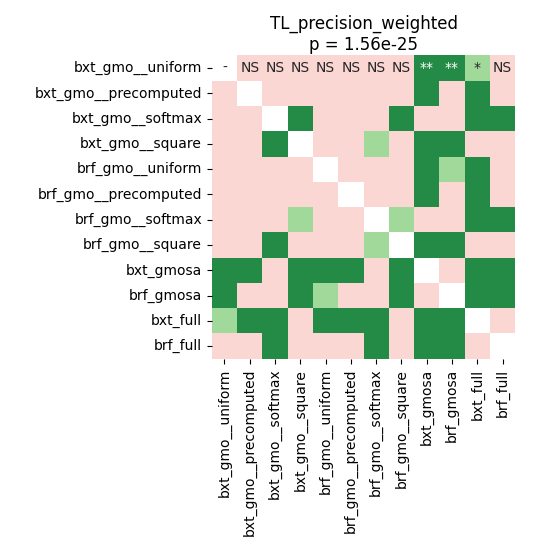 TL_precision_weighted
p = 1.56e-25
bxt_gmo__uniform - NS NS NS NS NS NS NS ** ** * NS
bxt_gmo__precomputed
bxt_gmo__softmax
bxt_gmo__square
brf_gmo__uniform
brf_gmo__precomputed
brf_gmo__softmax
brf_gmo__square
bxt_gmosa
brf_gmosa
bxt_full
brf_full
bxt_gmo__uniform
bxt_gmo__precomputed
bxt_gmo__softmax
bxt_gmo__square
brf_gmo__uniform
brf_gmo__precomputed
brf_gmo__softmax
brf_gmo__square
bxt_gmosa
brf_gmosa
bxt_full
brf_full